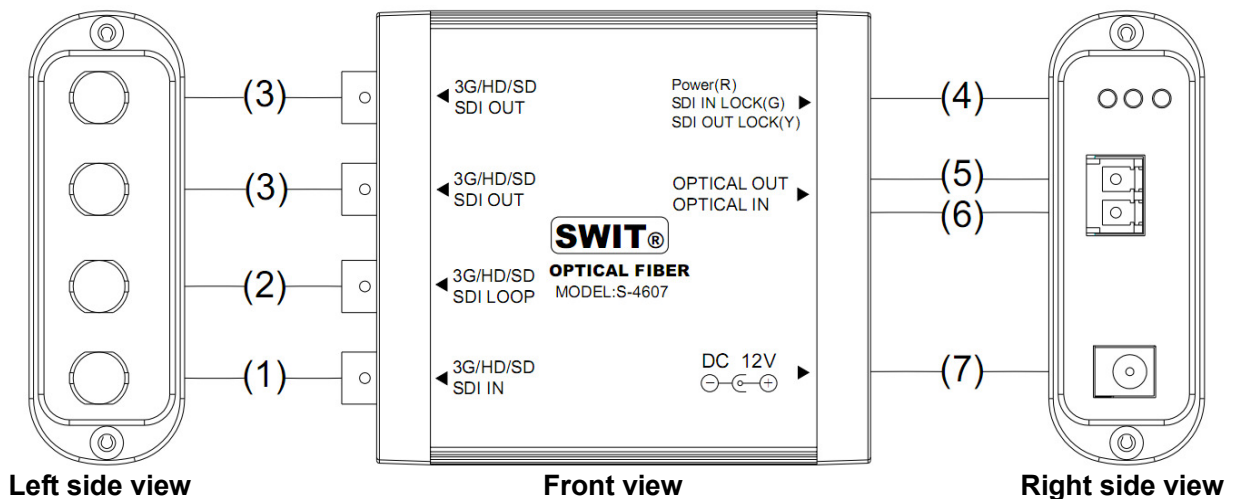 (3)
3G/HD/SD
SDI OUT
Power(R)
SDI IN LOCK(G)
SDI OUT LOCK(Y)
(4)
(3)
3G/HD/SD
SDI OUT
OPTICAL OUT
OPTICAL IN
(5)
(6)
SWIT®
OPTICAL FIBER
MODEL:S-4607
(2)
3G/HD/SD
SDI LOOP
(1)
3G/HD/SD
SDI IN
DC 12V
(7)
Left side view
Front view
Right side view